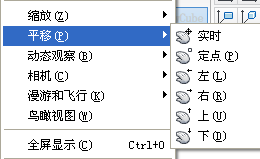 缩放(Z)
平移(P)
动态观察(B)
相机(C)
漫游和飞行(K)
鸟瞰视图(W)
全屏显示(C) Ctrl+0
实时
定点(P)
左(L)
右(R)
上(U)
下(D)